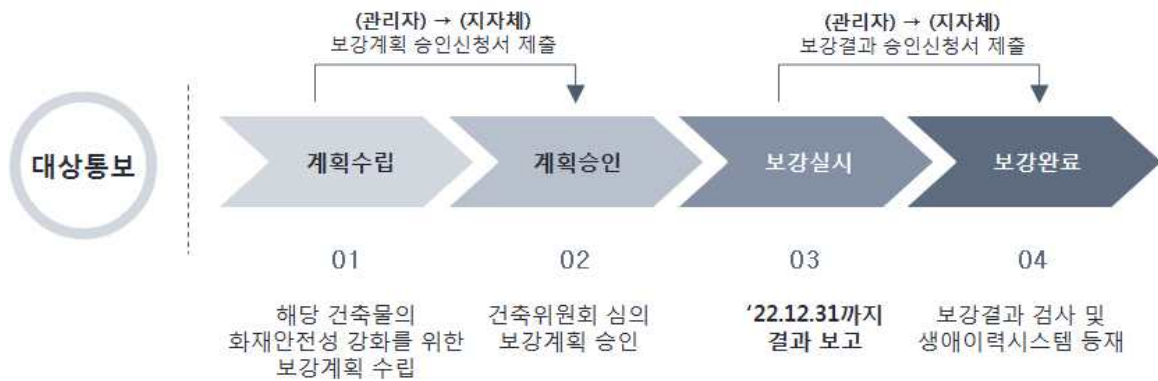 (관리자) → (지자체)
보강계획 승인신청서 제출
(관리자) → (지자체)
보강결과 승인신청서 제출
대상통보
계획수립
계획승인
보강실시
보강완료
01
해당 건축물의
화재안전성 강화를 위한
보강계획 수립
02
건축위원회 심의
보강계획 승인
03
‘22.12.31까지
결과 보고
04
보강결과 검사 및
생애이력시스템 등재